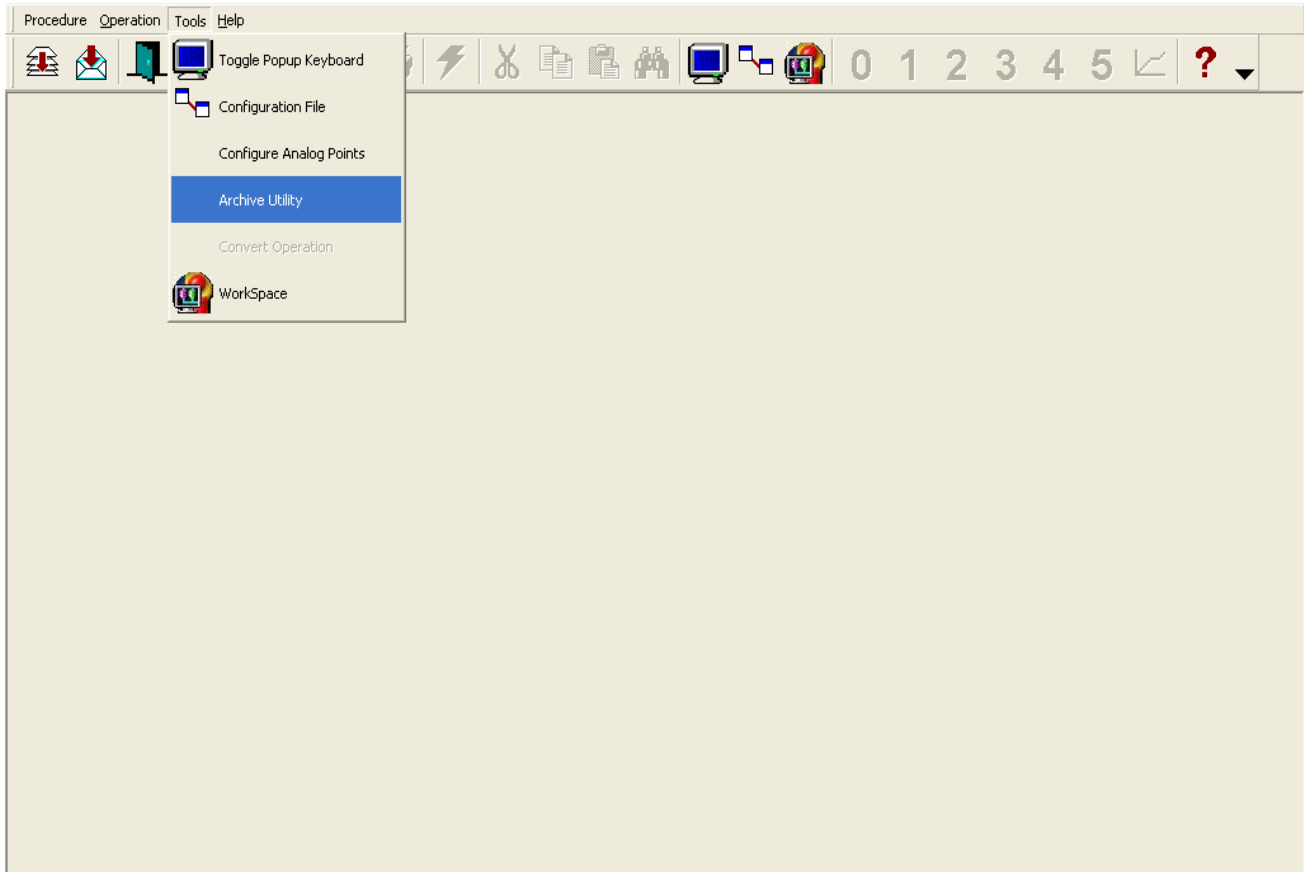 Procedure Operation Tools Help
0 1 2 3 4 5 ?
Toggle Popup Keyboard
Configuration File
Configure Analog Points
Archive Utility
Convert Operation
WorkSpace